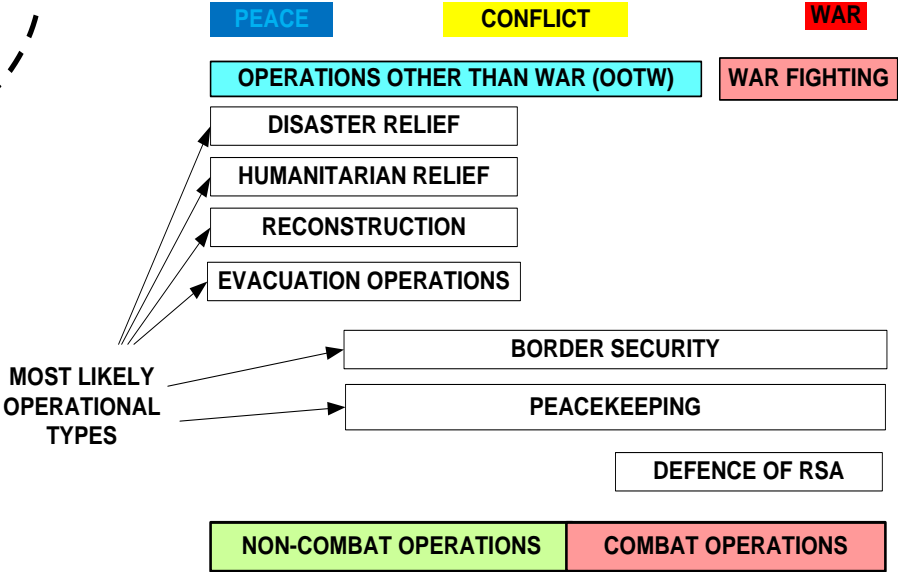 PEACE
CONFLICT
WAR
OPERATIONS OTHER THAN WAR (OOTW)
WAR FIGHTING
DISASTER RELIEF
HUMANITARIAN RELIEF
RECONSTRUCTION
EVACUATION OPERATIONS
BORDER SECURITY
MOST LIKELY
OPERATIONAL
TYPES
PEACEKEEPING
DEFENCE OF RSA
NON-COMBAT OPERATIONS
COMBAT OPERATIONS